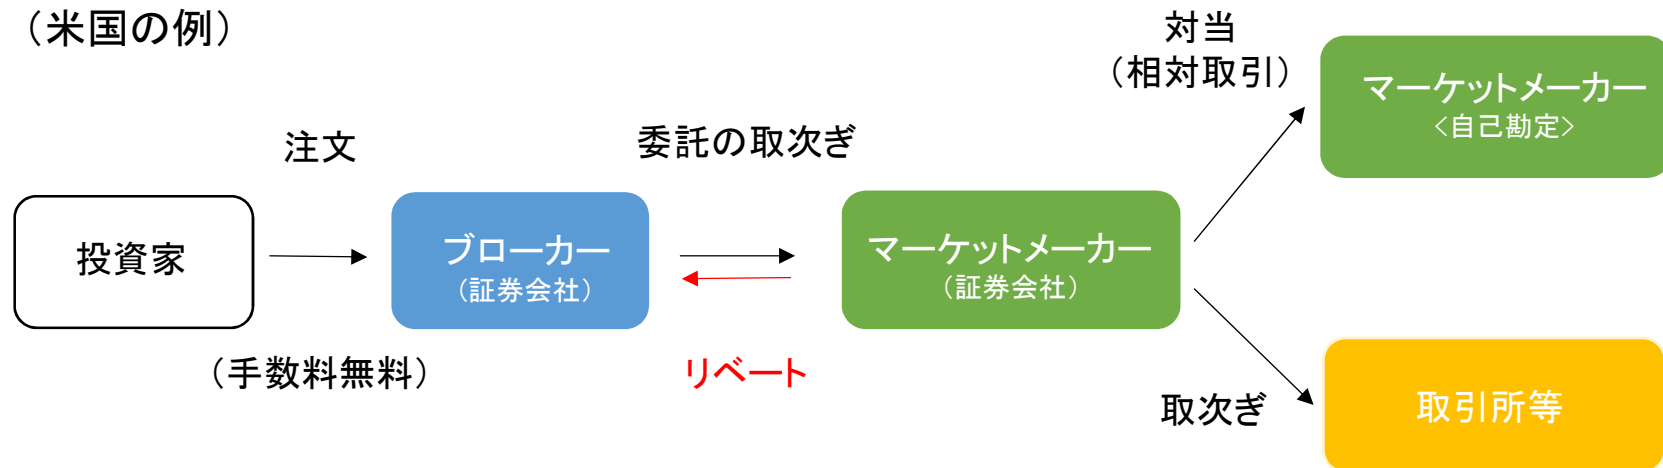 （米国の例）
対当
（相対取引）
マーケットメーカー
<自己勘定>
注文
委託の取次ぎ
投資家
ブローカー
（証券会社）
マーケットメーカー
（証券会社）
（手数料無料）
リベート
取次ぎ
取引所等